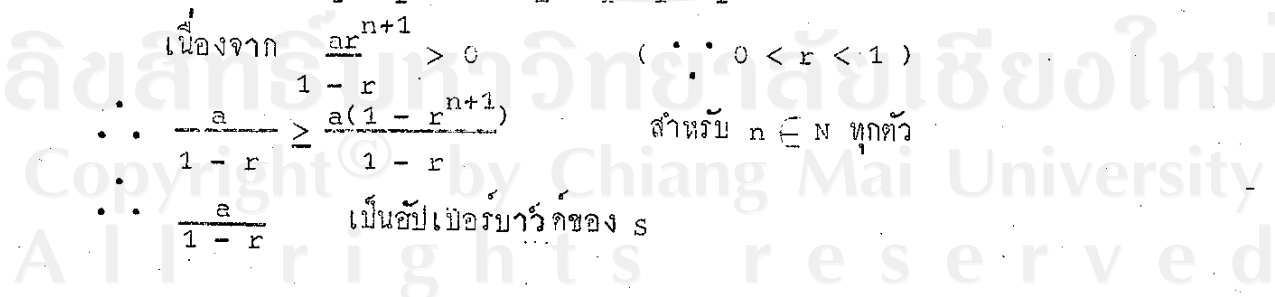 เนื่องจาก ar^{n+1} / 1 - r > 0 ( ∵ 0 < r < 1 )
∴ a / 1 - r ≥ a(1 - r^{n+1}) / 1 - r สำหรับ n ∈ N ทุกตัว
∴ a / 1 - r เป็นอัปเปอร์บาวด์ของ S
ลิขสิทธิ์มหาวิทยาลัยเชียงใหม่
Copyright© by Chiang Mai University
All rights reserved